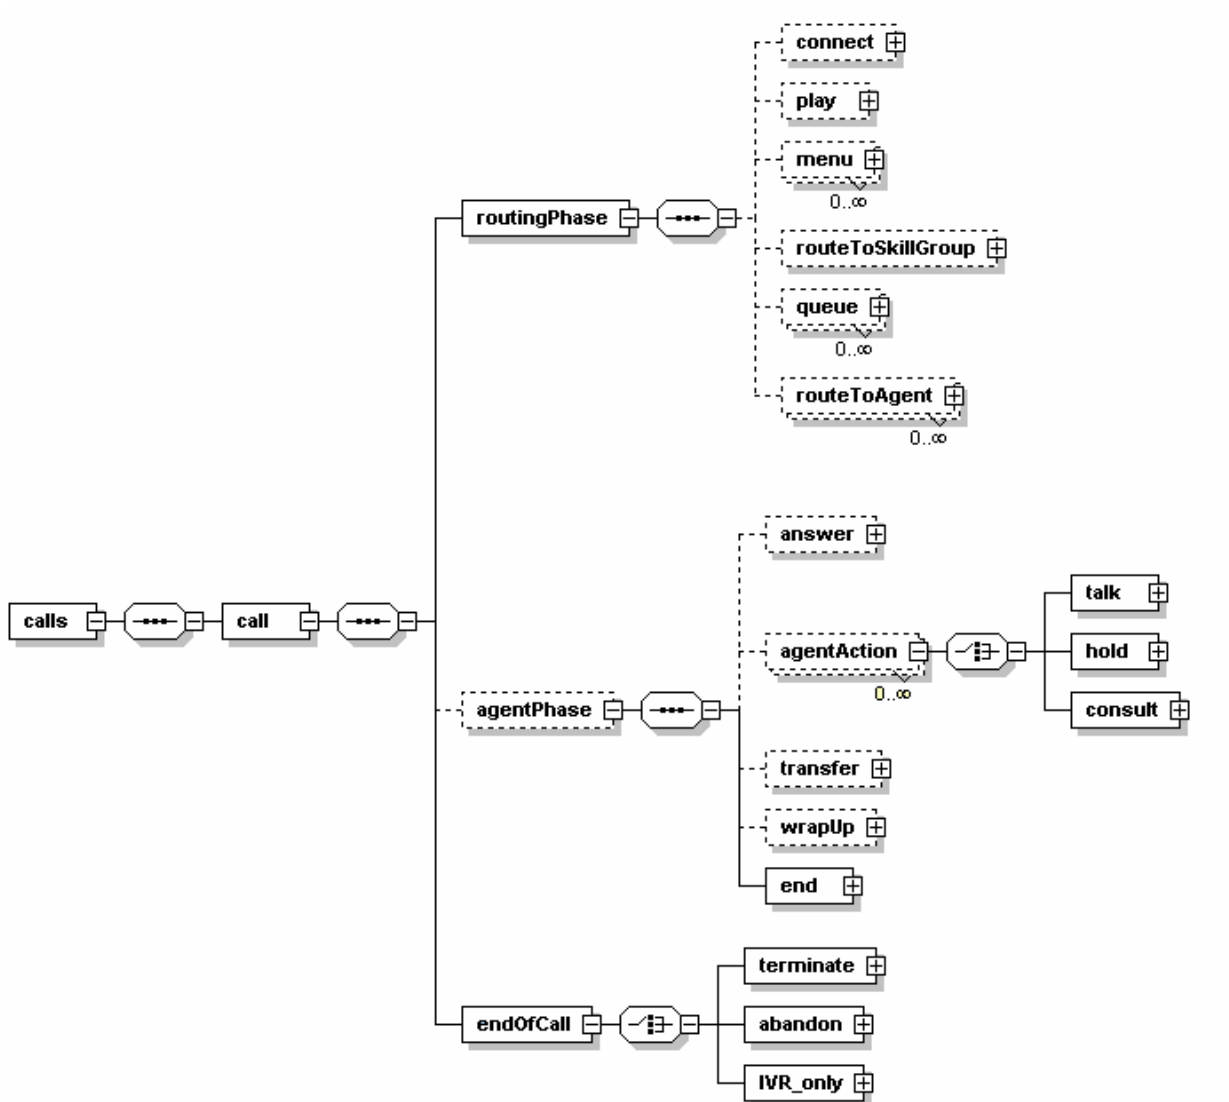 connect
play
menu
0..∞
routingPhase
routeToSkillGroup
queue
0..∞
routeToAgent
0..∞
answer
talk
calls
call
agentAction
hold
0..∞
agentPhase
consult
transfer
wrapUp
end
terminate
endOfCall
abandon
IVR_only